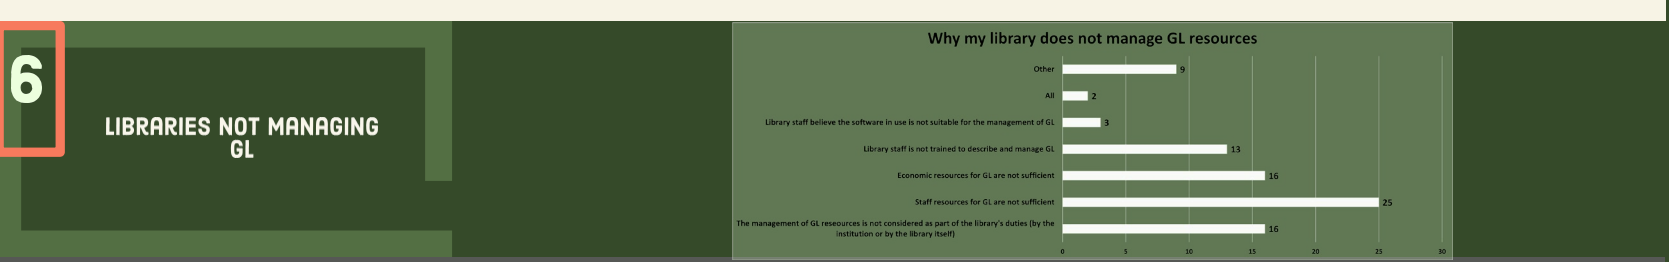 6
LIBRARIES NOT MANAGING
GL
Why my library does not manage GL resources
Other
9
All
2
Library staff believe the software in use is not suitable for the management of GL
3
Library staff is not trained to describe and manage GL
13
Economic resources for GL are not sufficient
16
Staff resources for GL are not sufficient
25
The management of GL reseources is not considered as part of the library's duties (by the
institution or by the library itself)
16
0 5 10 15 20 25 30